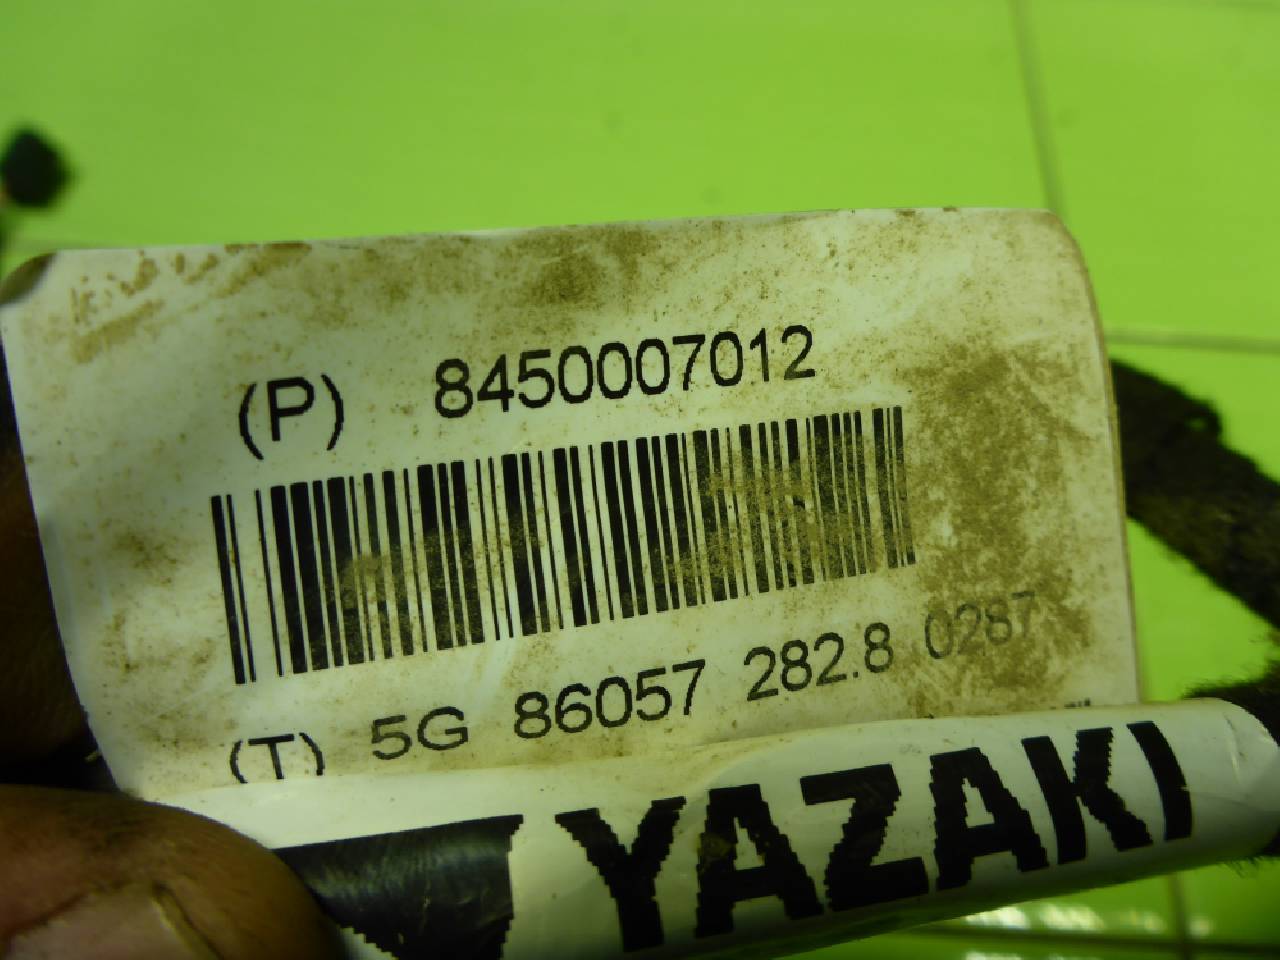 (P) 8450007012
(T) 5G 86057 282.8 0287
YAZAKI